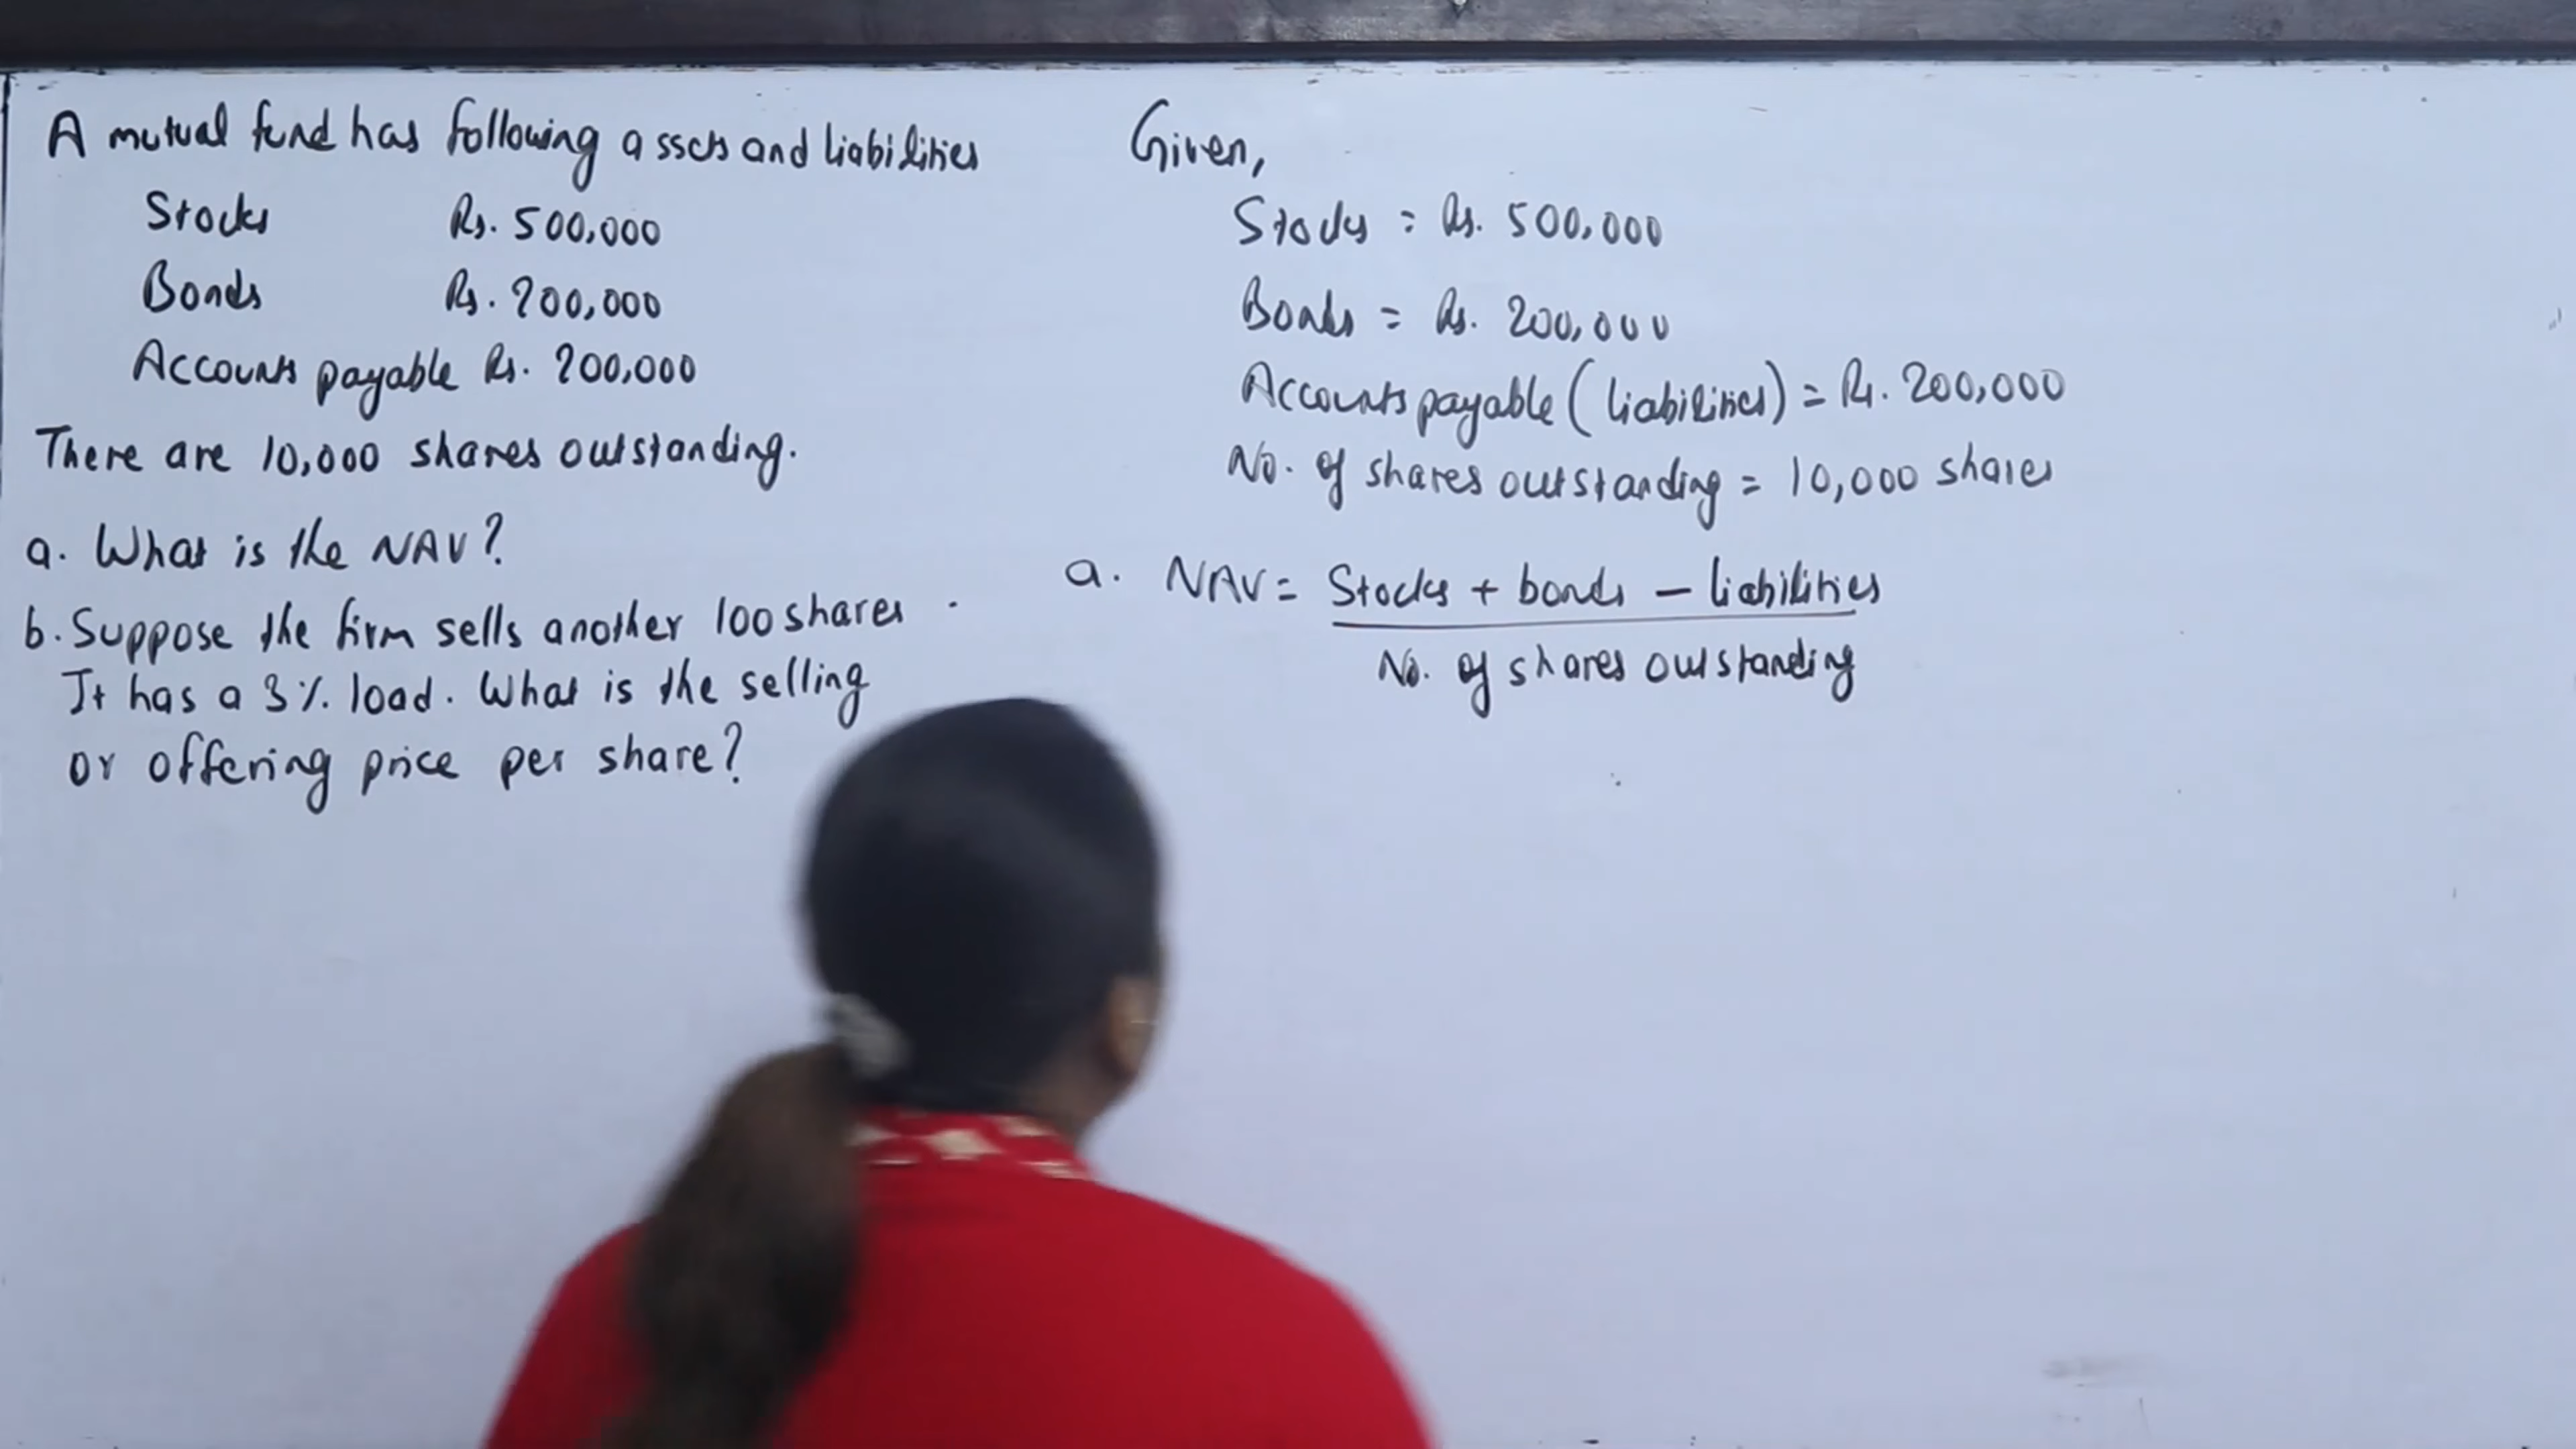 A mutual fund has following assets and liabilities
Stocks Rs. 500,000
Bonds Rs. 200,000
Accounts payable Rs. 200,000
There are 10,000 shares outstanding.
a. What is the NAV?
b. Suppose the firm sells another 100 shares.
It has a 3% load. What is the selling
or offering price per share?
Given,
Stocks = Rs. 500,000
Bonds = Rs. 200,000
Accounts payable (liabilities) = Rs. 200,000
No. of shares outstanding = 10,000 shares
a. NAV = Stocks + bonds - liabilities
No. of shares outstanding